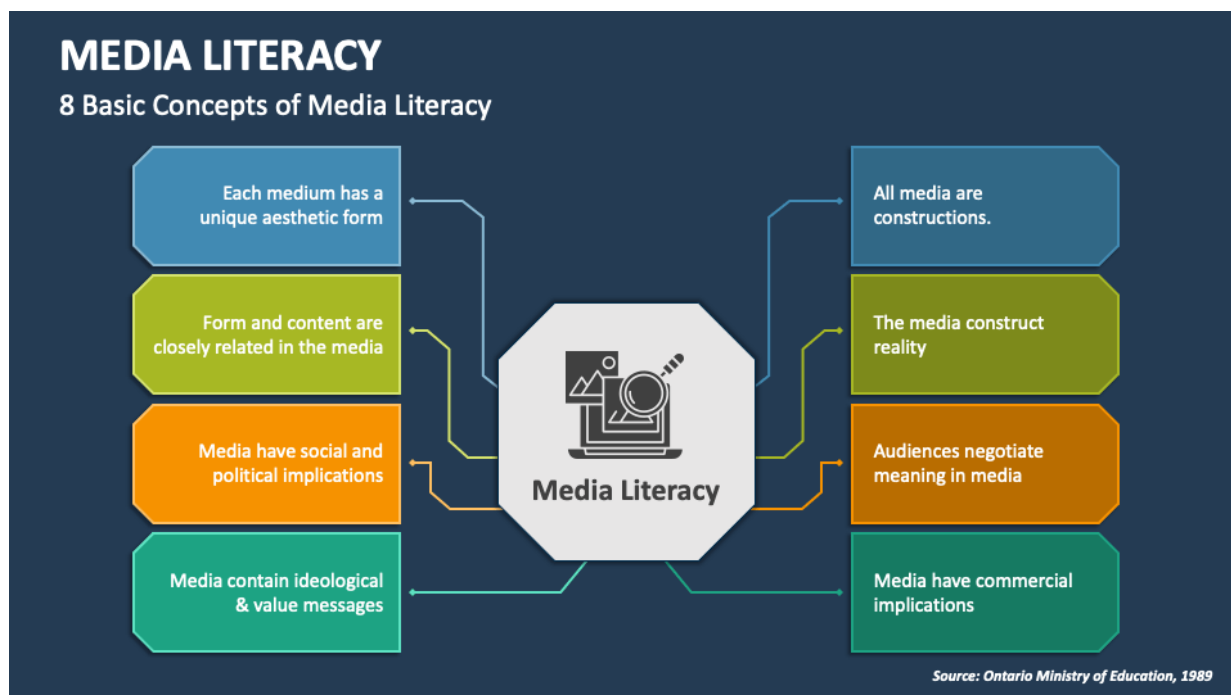 MEDIA LITERACY
8 Basic Concepts of Media Literacy
Each medium has a
unique aesthetic form
Form and content are
closely related in the media
Media have social and
political implications
Media contain ideological
& value messages
Media Literacy
All media are
constructions.
The media construct
reality
Audiences negotiate
meaning in media
Media have commercial
implications
Source: Ontario Ministry of Education, 1989